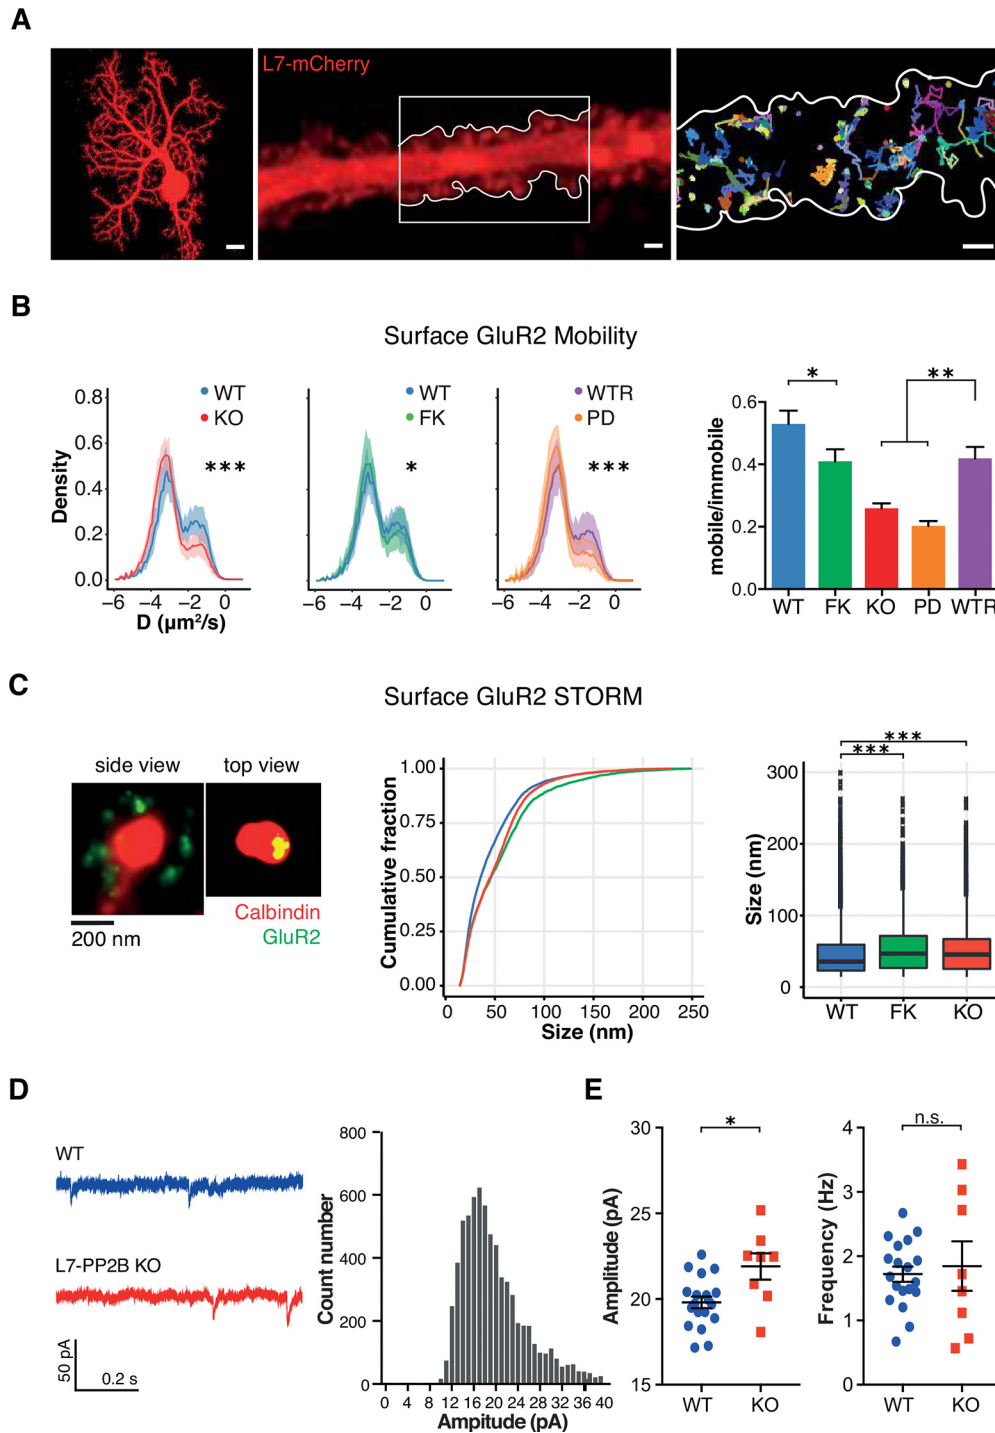 A
L7-mCherry
B
Surface GluR2 Mobility
WT
KO
WT
FK
WTR
PD
***
*
***
*
**
Density
0.8
0.6
0.4
0.2
0.0
−6 −4 −2 0
−6 −4 −2 0
−6 −4 −2 0
D (µm²/s)
mobile/immobile
0.6
0.4
0.2
0.0
WT FK KO PD WTR
C
Surface GluR2 STORM
side view
top view
Calbindin
GluR2
200 nm
Cumulative fraction
1.00
0.75
0.50
0.25
0.00
0 50 100 150 200 250
Size (nm)
***
***
Size (nm)
300
200
100
0
WT FK KO
D
WT
L7-PP2B KO
50 pA
0.2 s
Count number
800
600
400
200
0
0 4 8 12 16 20 24 28 32 36 40
Ampitude (pA)
E
*
Amplitude (pA)
30
25
20
15
WT KO
n.s.
Frequency (Hz)
4
3
2
1
0
WT KO